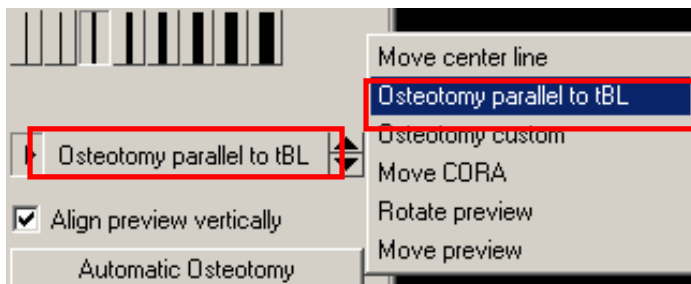 Osteotomy parallel to tBL
Align preview vertically
Automatic Osteotomy
Move center line
Osteotomy parallel to tBL
Osteotomy custom
Move CORA
Rotate preview
Move preview